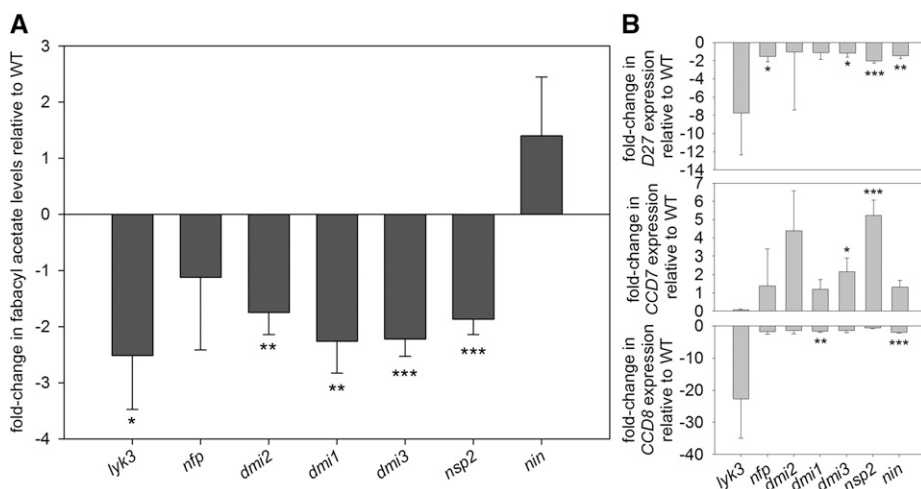 A
fold-change in fabacyl acetate levels relative to WT
3
2
1
0
-1
-2
-3
-4
*
**
**
***
***
lyk3
nfp
dmi2
dmi1
dmi3
nsp2
nin
B
fold-change in
D27 expression
relative to WT
0
-2
-4
-6
-8
-10
-12
-14
*
*
***
**
fold-change in
CCD7 expression
relative to WT
7
6
5
4
3
2
1
0
*
***
fold-change in
CCD8 expression
relative to WT
0
-10
-20
-30
-40
**
***
lyk3
nfp
dmi2
dmi1
dmi3
nsp2
nin